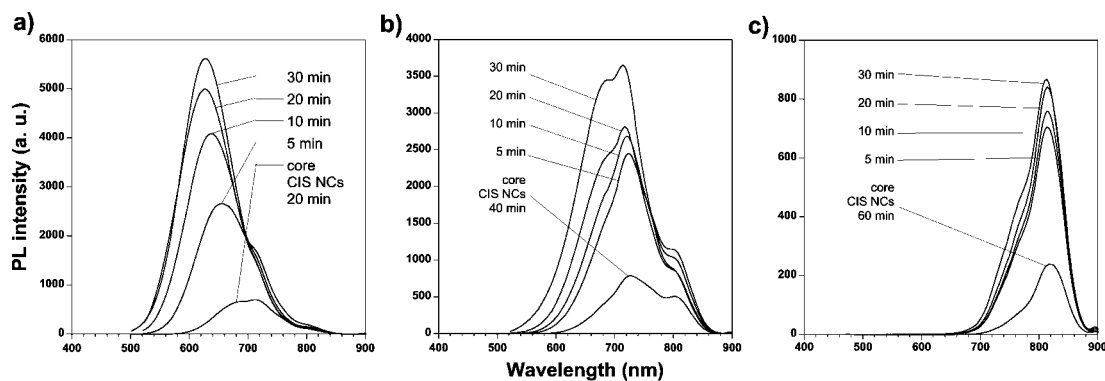 a)
PL intensity (a. u.)
6000
5000
4000
3000
2000
1000
0
400 500 600 700 800 900
30 min
20 min
10 min
5 min
core
CIS NCs
20 min
b)
4000
3500
3000
2500
2000
1500
1000
500
0
400 500 600 700 800 900
30 min
20 min
10 min
5 min
core
CIS NCs
40 min
Wavelength (nm)
c)
1000
800
600
400
200
0
400 500 600 700 800 900
30 min
20 min
10 min
5 min
core
CIS NCs
60 min